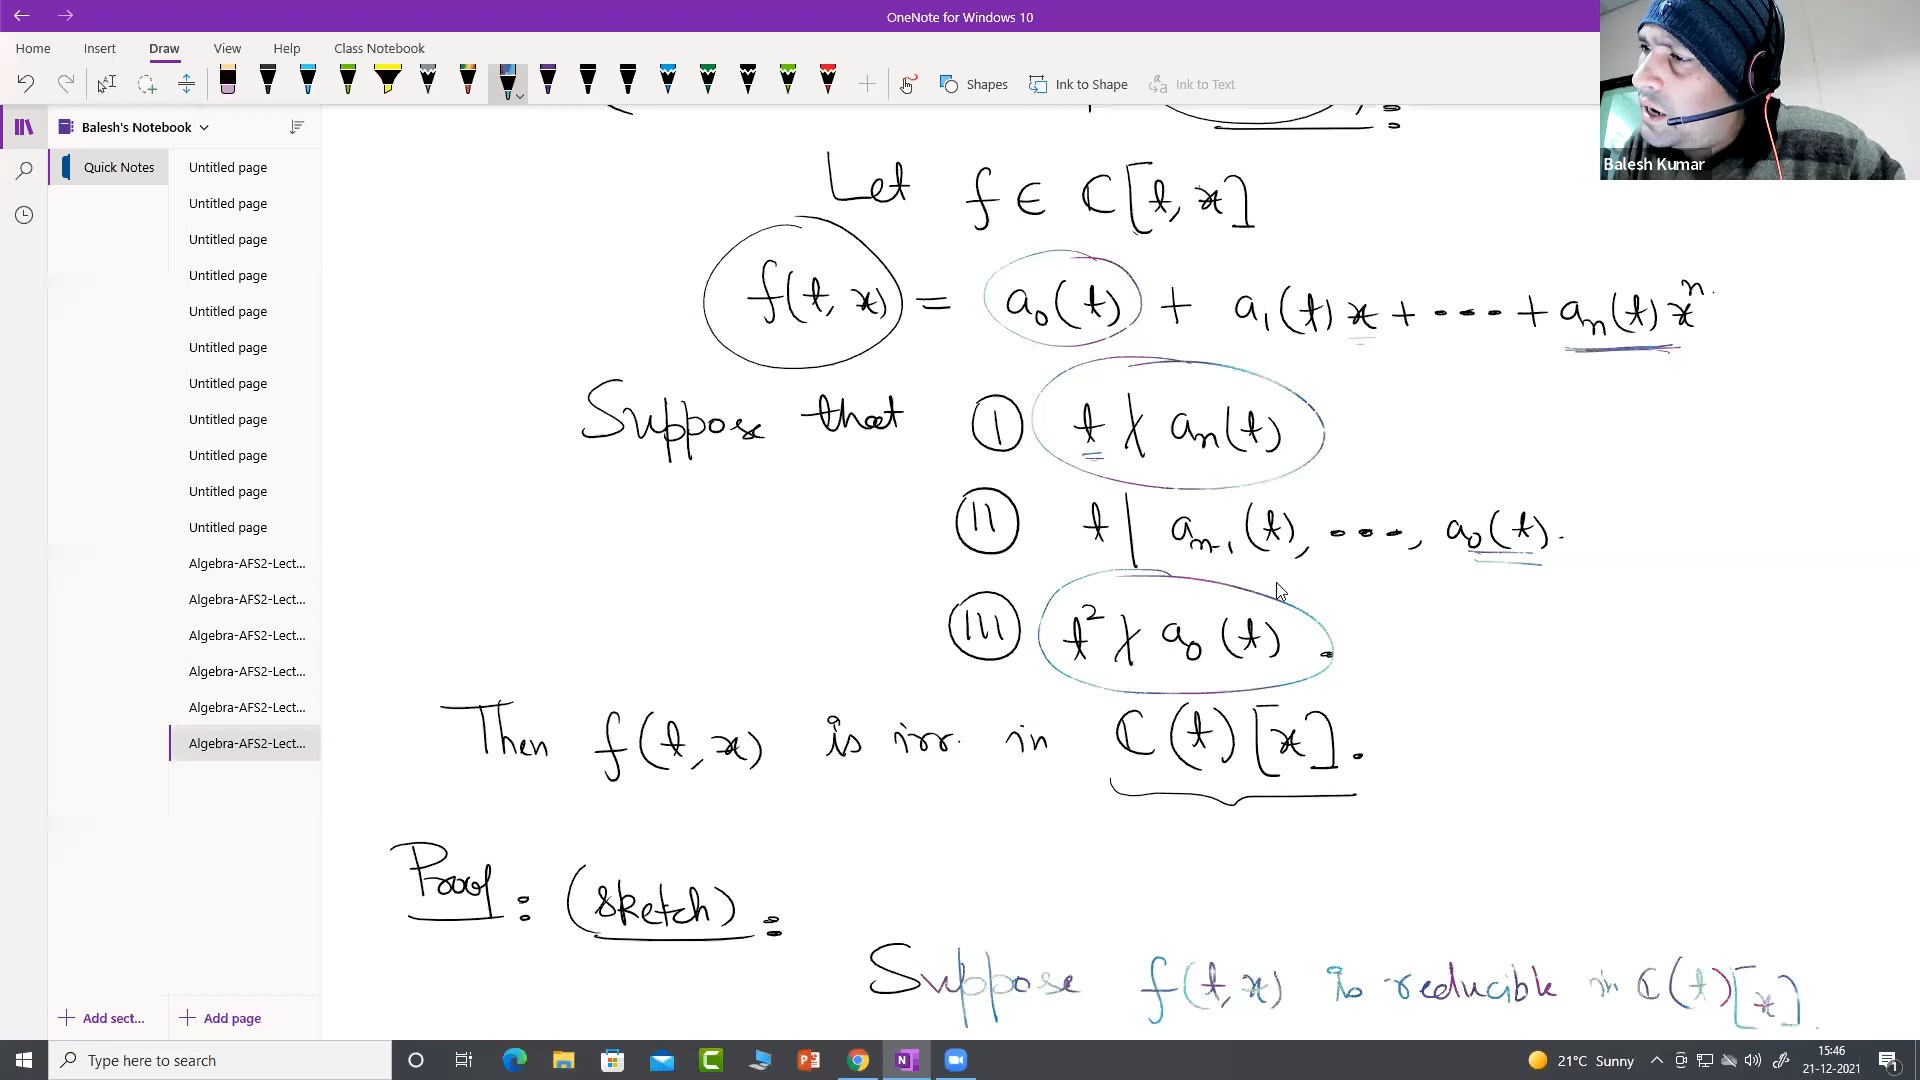 OneNote for Windows 10
Home Insert Draw View Help Class Notebook
Shapes Ink to Shape Ink to Text
Balesh Kumar
Balesh's Notebook
Quick Notes
Untitled page
Untitled page
Untitled page
Untitled page
Untitled page
Untitled page
Untitled page
Untitled page
Untitled page
Untitled page
Untitled page
Algebra-AFS2-Lect...
Algebra-AFS2-Lect...
Algebra-AFS2-Lect...
Algebra-AFS2-Lect...
Algebra-AFS2-Lect...
Algebra-AFS2-Lect...
Add sect... Add page
Let f ∈ ℂ[t, x]
f(t, x) = a₀(t) + a₁(t) x + ---- + aₙ(t) xⁿ.
Suppose that (I) t ∤ aₙ(t)
(II) t | aₙ₋₁(t), ----, a₀(t).
(III) t² ∤ a₀(t).
Then f(t, x) is irr. in ℂ(t)[x].
Proof: (sketch):
Suppose f(t, x) is reducible in ℂ(t)[x].
Type here to search
21°C Sunny
15:46
21-12-2021
1